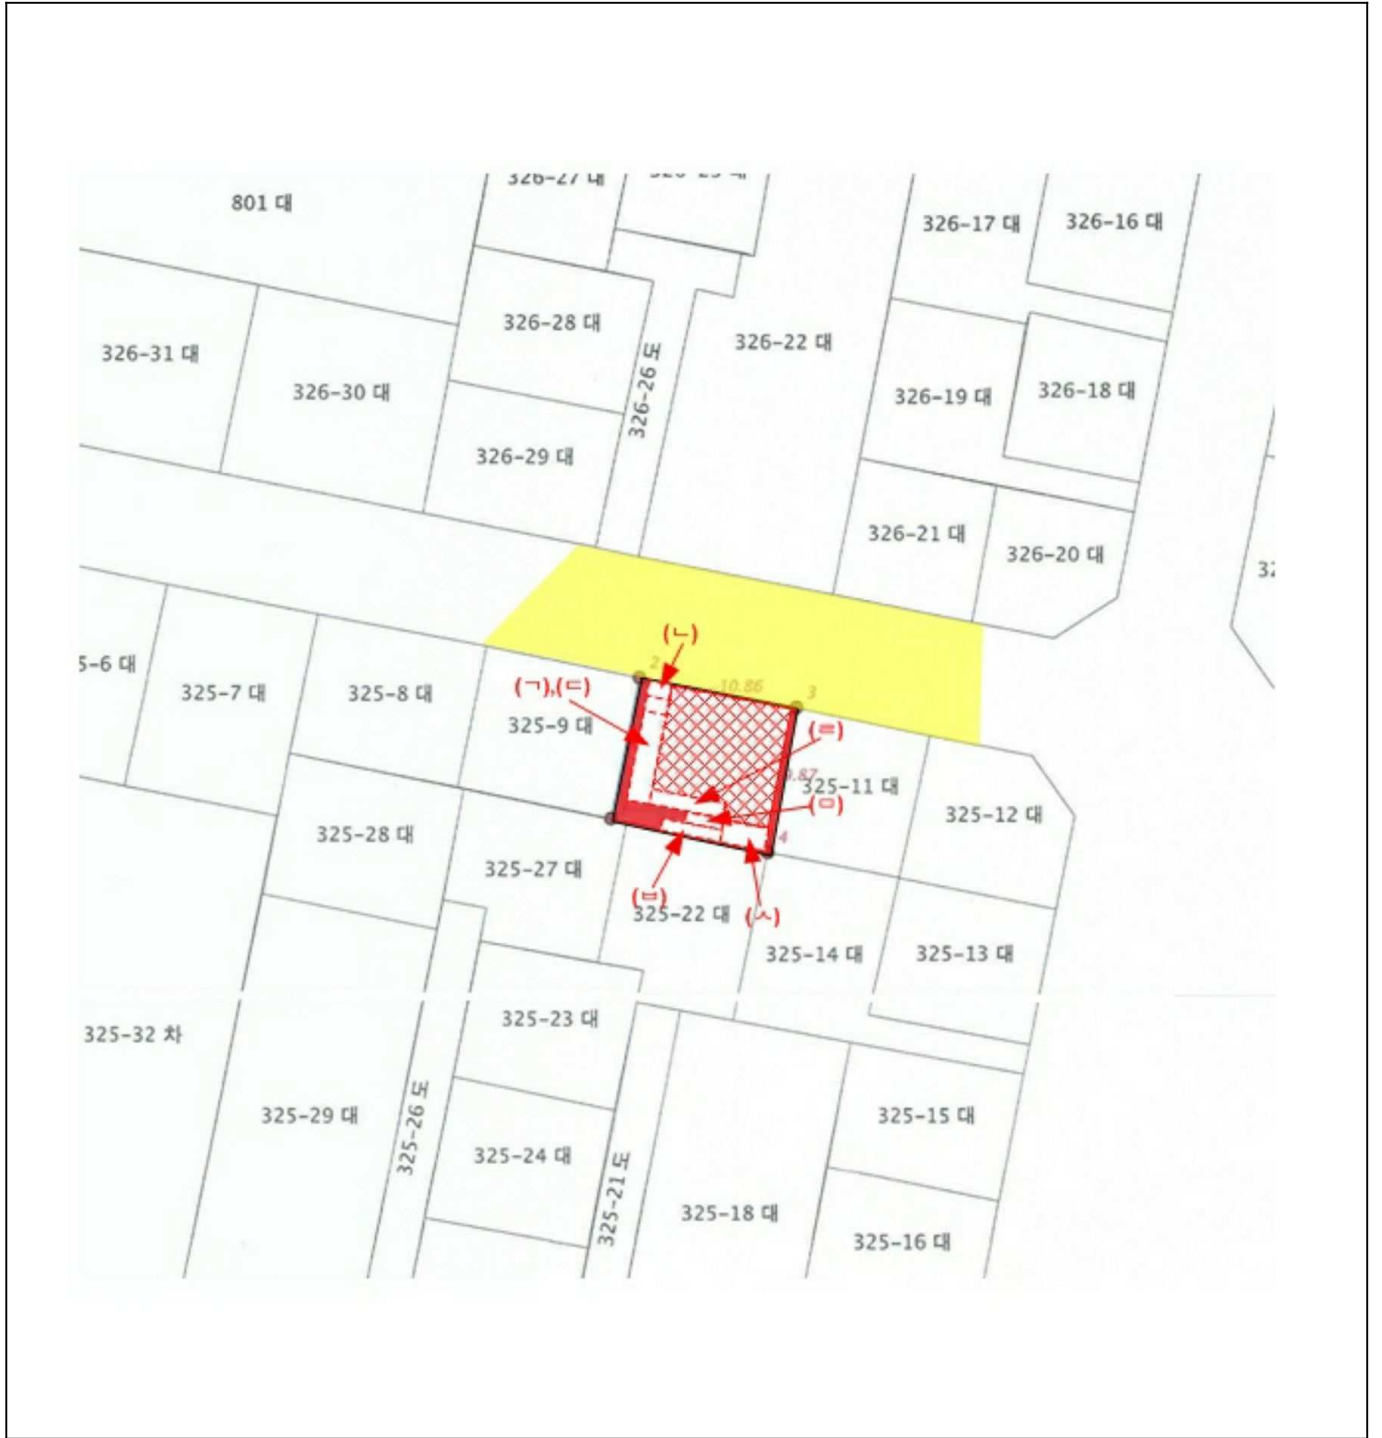 326-27 대
801 대
326-17 대
326-16 대
326-28 대
326-22 대
326-31 대
326-26 도
326-30 대
326-19 대
326-18 대
326-29 대
326-21 대
326-20 대
(ㄴ)
2
10.86
3
(ㄱ),(ㄷ)
325-7 대
325-8 대
325-9 대
(ㄹ)
325-11 대
(ㅁ)
325-12 대
325-28 대
4
325-27 대
(ㅂ)
325-22 대
(ㅅ)
325-14 대
325-13 대
325-23 대
325-32 차
325-29 대
325-26 도
325-15 대
325-24 대
325-21 도
325-18 대
325-16 대